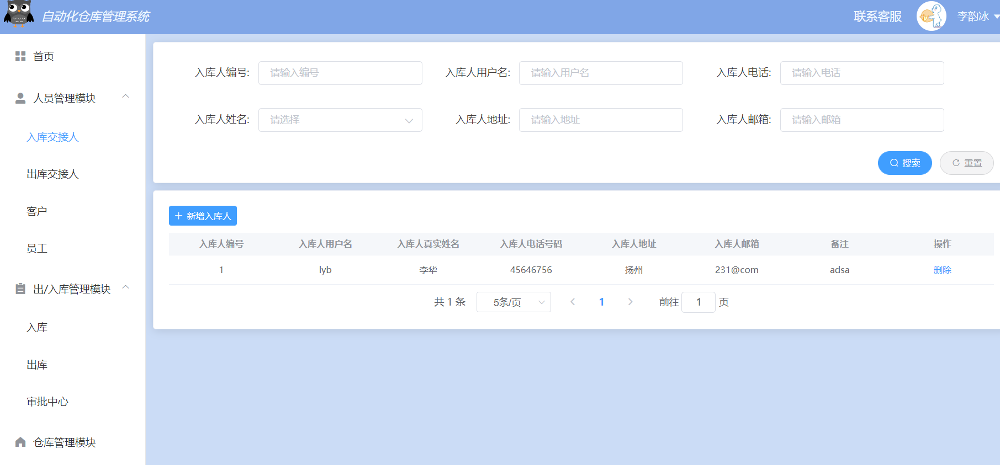 自动化仓库管理系统
联系客服
李韵冰
首页
人员管理模块
入库交接人
出库交接人
客户
员工
出/入库管理模块
入库
出库
审批中心
仓库管理模块
入库人编号: 请输入编号 入库人用户名: 请输入用户名 入库人电话: 请输入电话
入库人姓名: 请选择 入库人地址: 请输入地址 入库人邮箱: 请输入邮箱
搜索 重置
新增入库人
入库人编号 入库人用户名 入库人真实姓名 入库人电话号码 入库人地址 入库人邮箱 备注 操作
1 lyb 李华 45646756 扬州 231@com adsa 删除
共 1 条 5条/页 1 前往 1 页